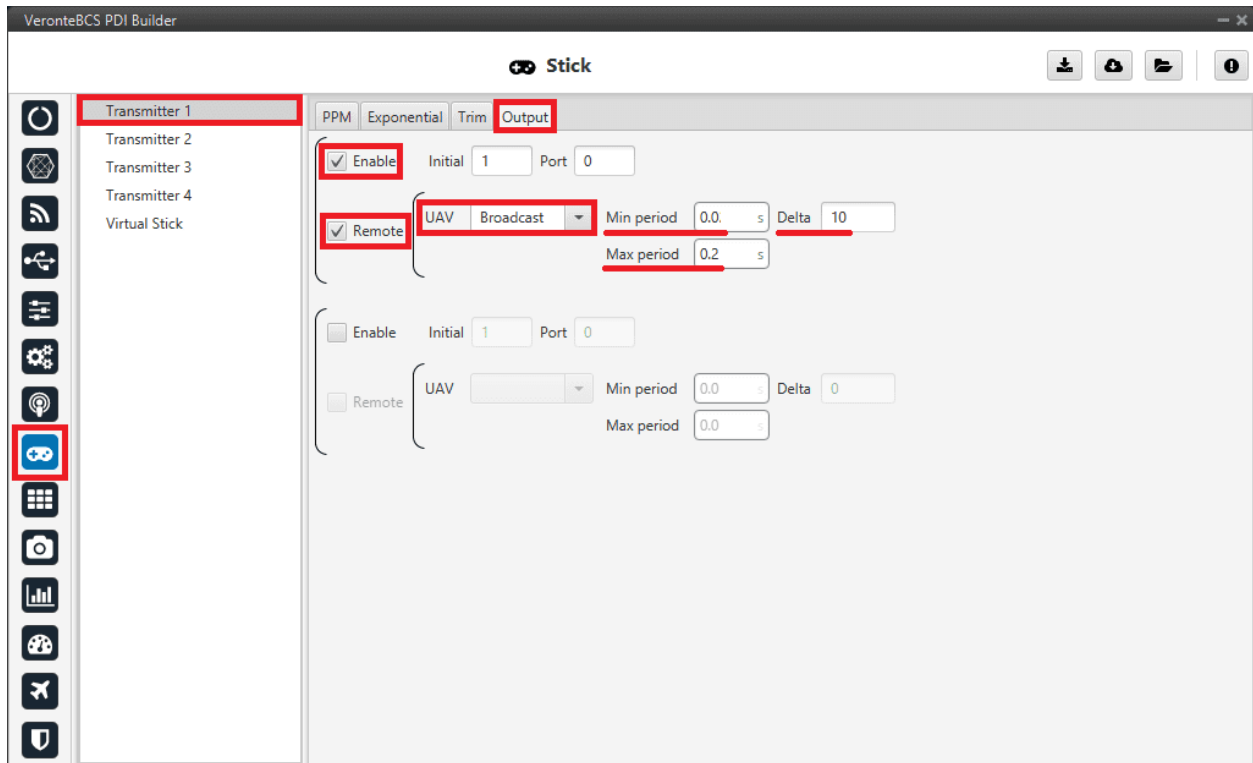 VeronteBCS PDI Builder
Stick
Transmitter 1
Transmitter 2
Transmitter 3
Transmitter 4
Virtual Stick
PPM Exponential Trim Output
Enable Initial 1 Port 0
Remote UAV Broadcast Min period 0.0 s Delta 10
Max period 0.2 s
Enable Initial 1 Port 0
Remote UAV Min period 0.0 s Delta 0
Max period 0.0 s